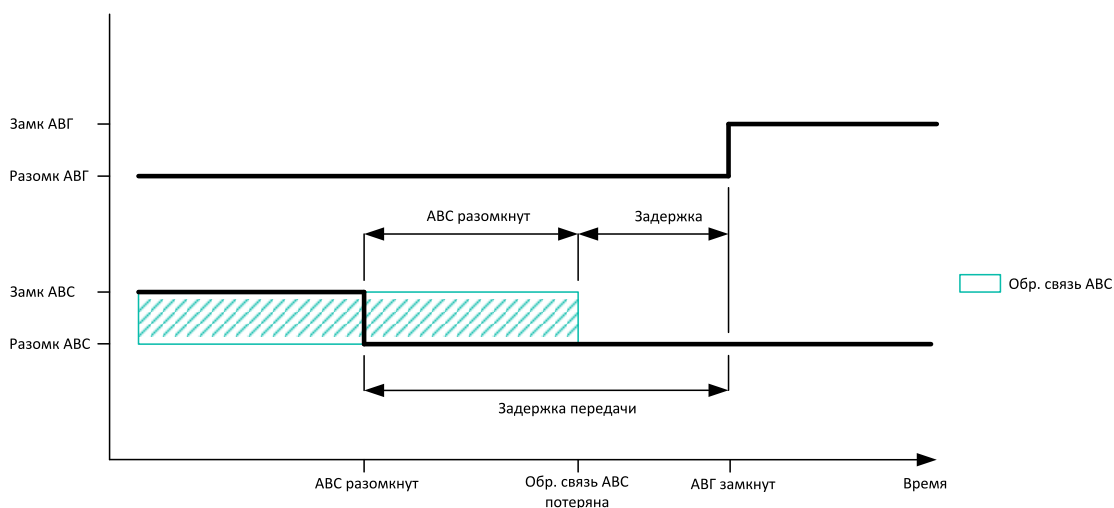 Замк АВГ
Разомк АВГ
АВС разомкнут
Задержка
Замк АВС
Обр. связь АВС
Разомк АВС
Задержка передачи
АВС разомкнут
Обр. связь АВС
потеряна
АВГ замкнут
Время